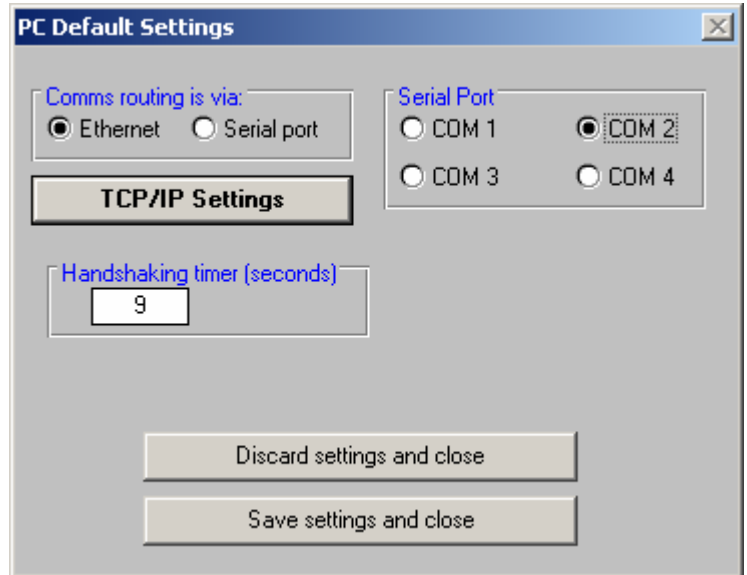 PC Default Settings
Comms routing is via:
Ethernet Serial port
Serial Port
COM 1 COM 2
COM 3 COM 4
TCP/IP Settings
Handshaking timer (seconds)
9
Discard settings and close
Save settings and close